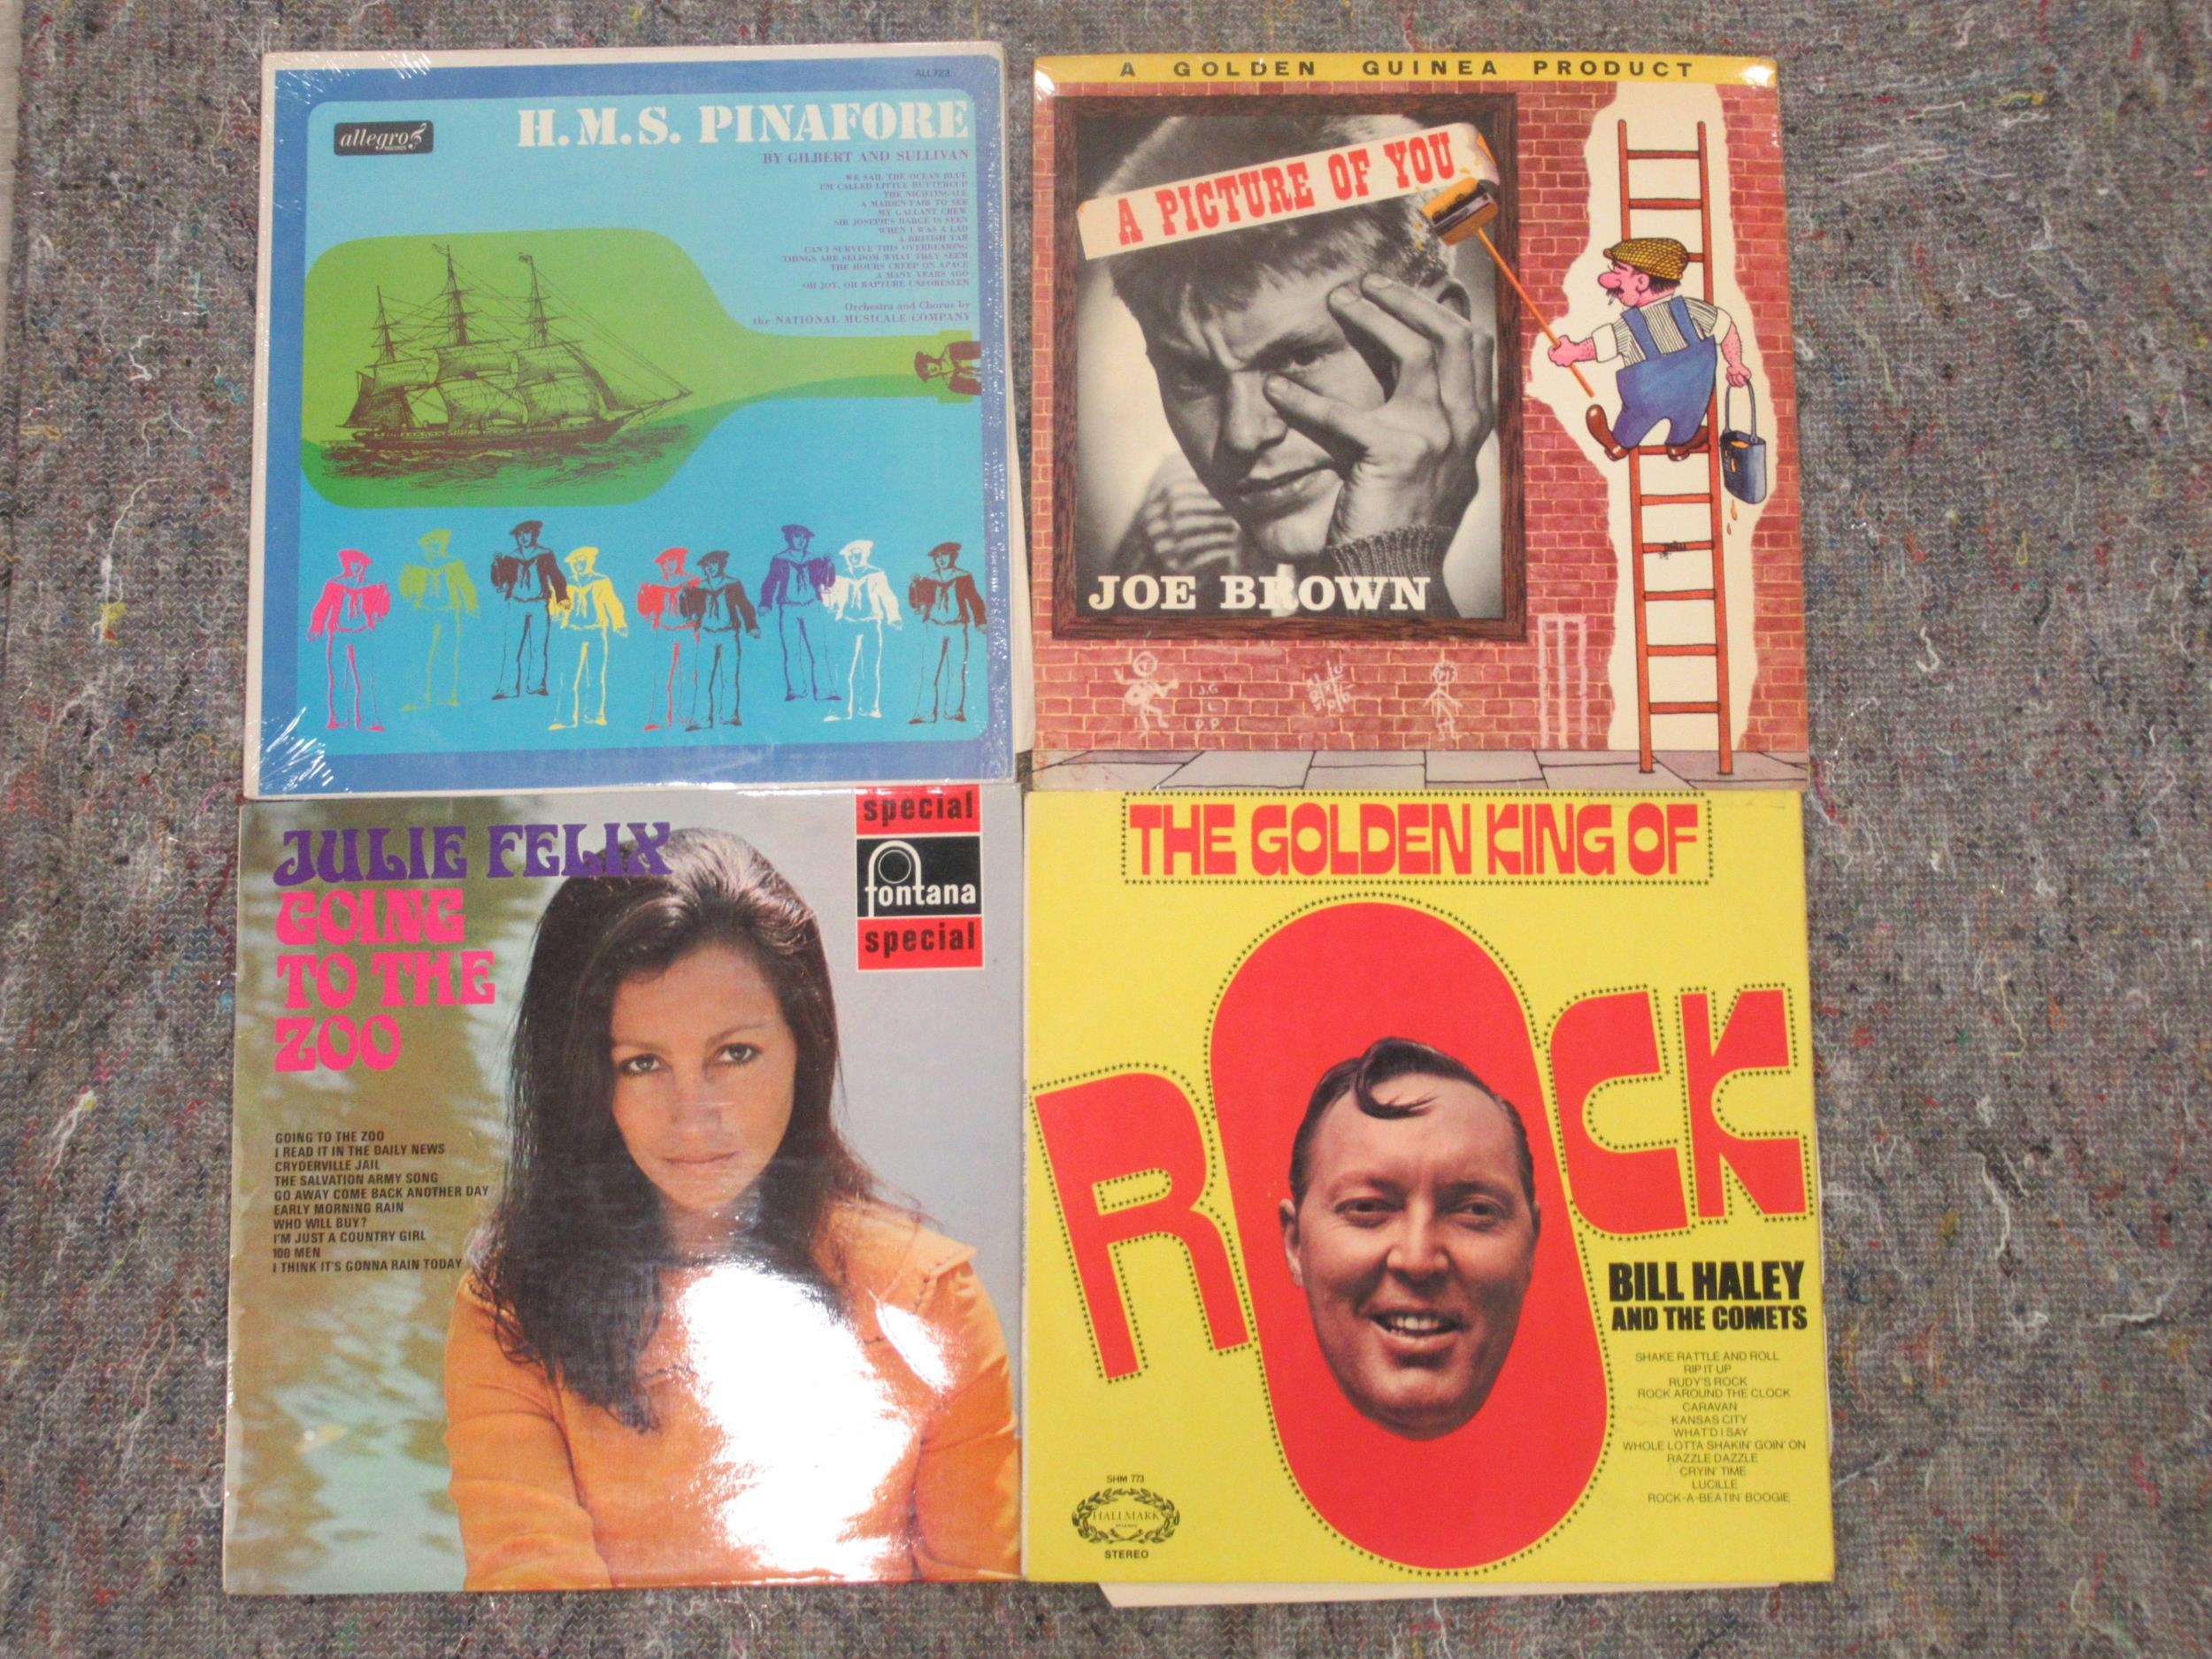 ALL723
allegro
RECORDS
H.M.S. PINAFORE
BY GILBERT AND SULLIVAN
WE SAIL THE OCEAN BLUE
I'M CALLED LITTLE BUTTERCUP
THE NIGHTINGALE
A MAIDEN FAIR TO SEE
MY GALLANT CREW
SIR JOSEPH'S BARGE IS SEEN
WHEN I WAS A LAD
A BRITISH TAR
CAN I SURVIVE THIS OVERBEARING
THINGS ARE SELDOM WHAT THEY SEEM
THE HOURS CREEP ON APACE
A MANY YEARS AGO
OH JOY, OH RAPTURE UNFORESEEN
Orchestra and Chorus by
the NATIONAL MUSICALE COMPANY
A GOLDEN GUINEA PRODUCT
A PICTURE OF YOU
JOE BROWN
J.G
L
P.P
JULIE FELIX
GOING
TO THE
ZOO
special
fontana
special
GOING TO THE ZOO
I READ IT IN THE DAILY NEWS
CRYDERVILLE JAIL
THE SALVATION ARMY SONG
GO AWAY COME BACK ANOTHER DAY
EARLY MORNING RAIN
WHO WILL BUY?
I'M JUST A COUNTRY GIRL
100 MEN
I THINK IT'S GONNA RAIN TODAY
THE GOLDEN KING OF
ROCK
BILL HALEY
AND THE COMETS
SHAKE RATTLE AND ROLL
RIP IT UP
RUDY'S ROCK
ROCK AROUND THE CLOCK
CARAVAN
KANSAS CITY
WHAT'D I SAY
WHOLE LOTTA SHAKIN' GOIN' ON
RAZZLE DAZZLE
CRYIN' TIME
LUCILLE
ROCK-A-BEATIN' BOOGIE
SHM 773
HALLMARK
STEREO